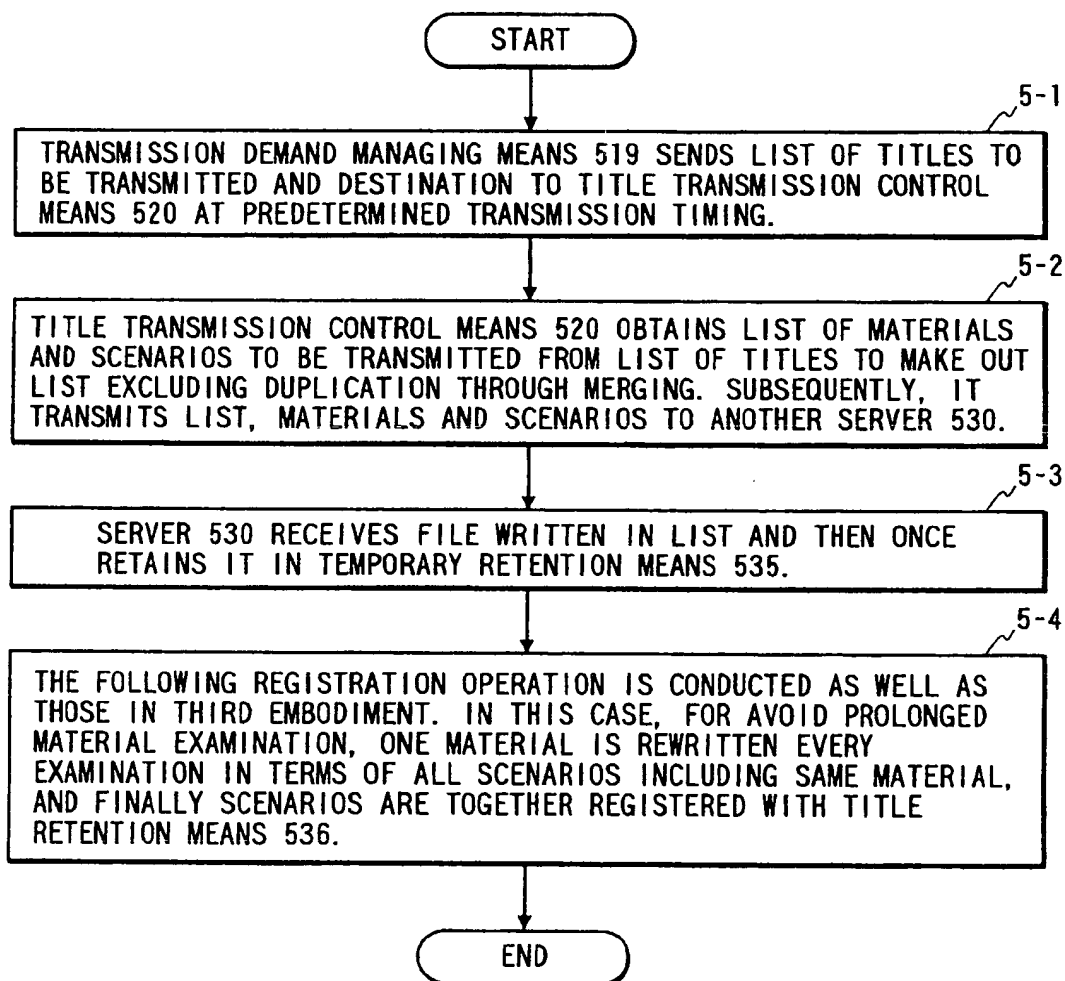 START
5-1
TRANSMISSION DEMAND MANAGING MEANS 519 SENDS LIST OF TITLES TO
BE TRANSMITTED AND DESTINATION TO TITLE TRANSMISSION CONTROL
MEANS 520 AT PREDETERMINED TRANSMISSION TIMING.
5-2
TITLE TRANSMISSION CONTROL MEANS 520 OBTAINS LIST OF MATERIALS
AND SCENARIOS TO BE TRANSMITTED FROM LIST OF TITLES TO MAKE OUT
LIST EXCLUDING DUPLICATION THROUGH MERGING. SUBSEQUENTLY, IT
TRANSMITS LIST, MATERIALS AND SCENARIOS TO ANOTHER SERVER 530.
5-3
SERVER 530 RECEIVES FILE WRITTEN IN LIST AND THEN ONCE
RETAINS IT IN TEMPORARY RETENTION MEANS 535.
5-4
THE FOLLOWING REGISTRATION OPERATION IS CONDUCTED AS WELL AS
THOSE IN THIRD EMBODIMENT. IN THIS CASE, FOR AVOID PROLONGED
MATERIAL EXAMINATION, ONE MATERIAL IS REWRITTEN EVERY
EXAMINATION IN TERMS OF ALL SCENARIOS INCLUDING SAME MATERIAL,
AND FINALLY SCENARIOS ARE TOGETHER REGISTERED WITH TITLE
RETENTION MEANS 536.
END